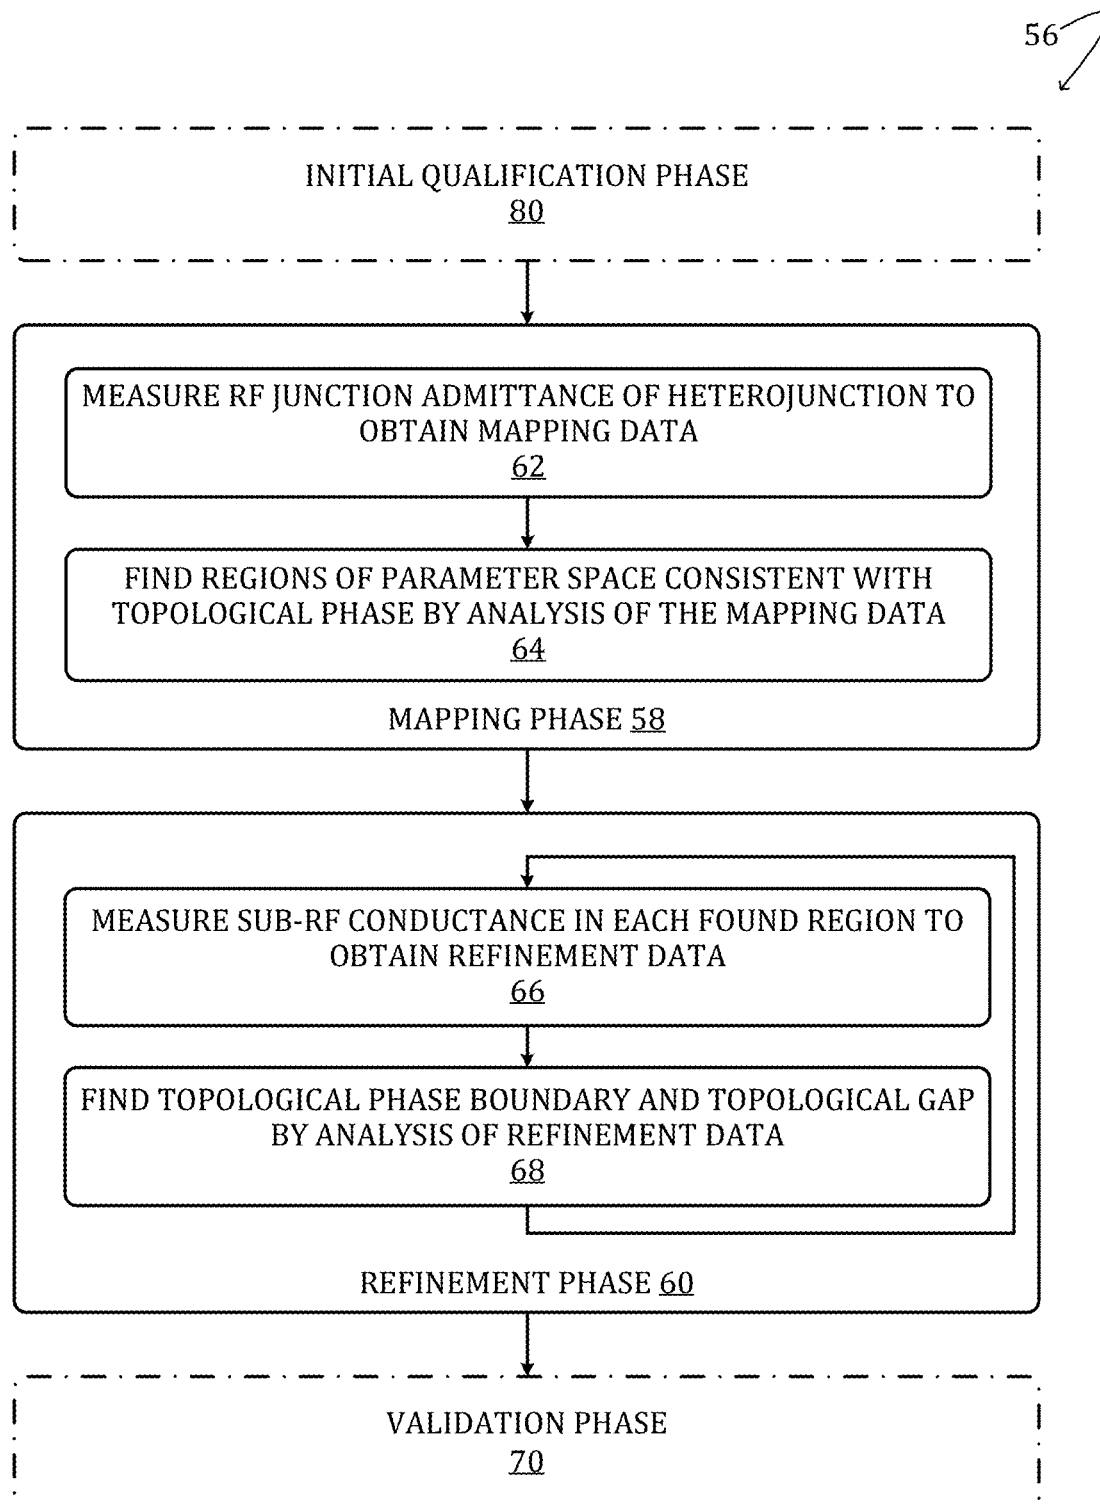 56
INITIAL QUALIFICATION PHASE
80
MEASURE RF JUNCTION ADMITTANCE OF HETEROJUNCTION TO
OBTAIN MAPPING DATA
62
FIND REGIONS OF PARAMETER SPACE CONSISTENT WITH
TOPOLOGICAL PHASE BY ANALYSIS OF THE MAPPING DATA
64
MAPPING PHASE 58
MEASURE SUB-RF CONDUCTANCE IN EACH FOUND REGION TO
OBTAIN REFINEMENT DATA
66
FIND TOPOLOGICAL PHASE BOUNDARY AND TOPOLOGICAL GAP
BY ANALYSIS OF REFINEMENT DATA
68
REFINEMENT PHASE 60
VALIDATION PHASE
70